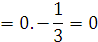 = 0.−1/3 = 0